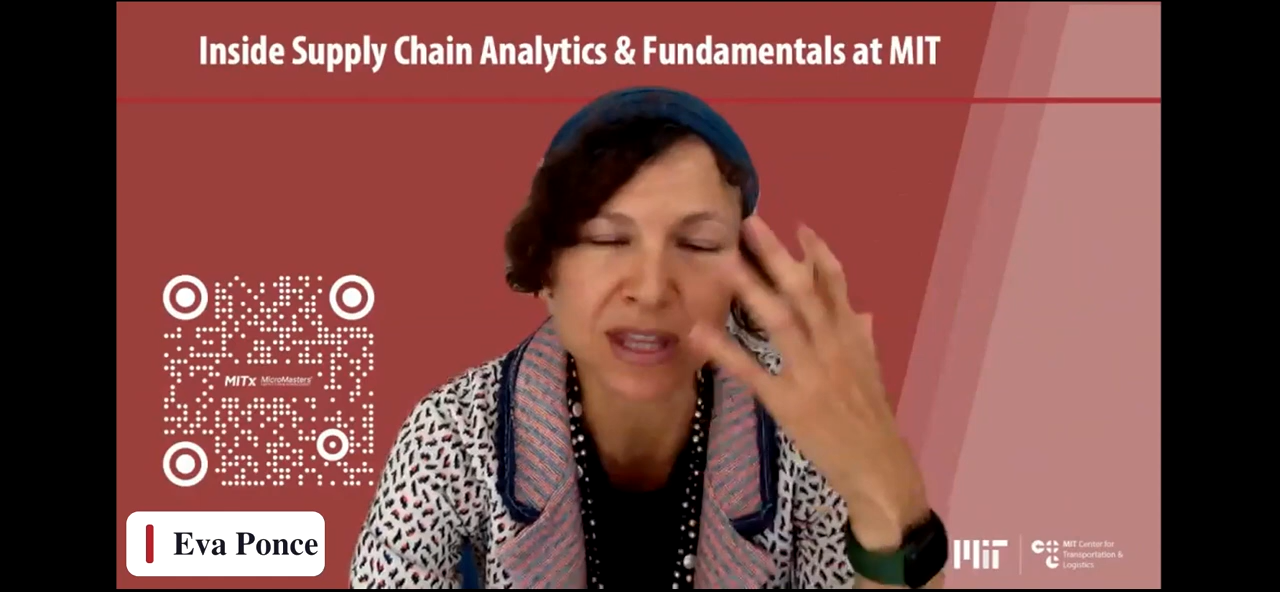 Inside Supply Chain Analytics & Fundamentals at MIT
MITx MicroMasters®
Eva Ponce
MIT
MIT Center for
Transportation &
Logistics